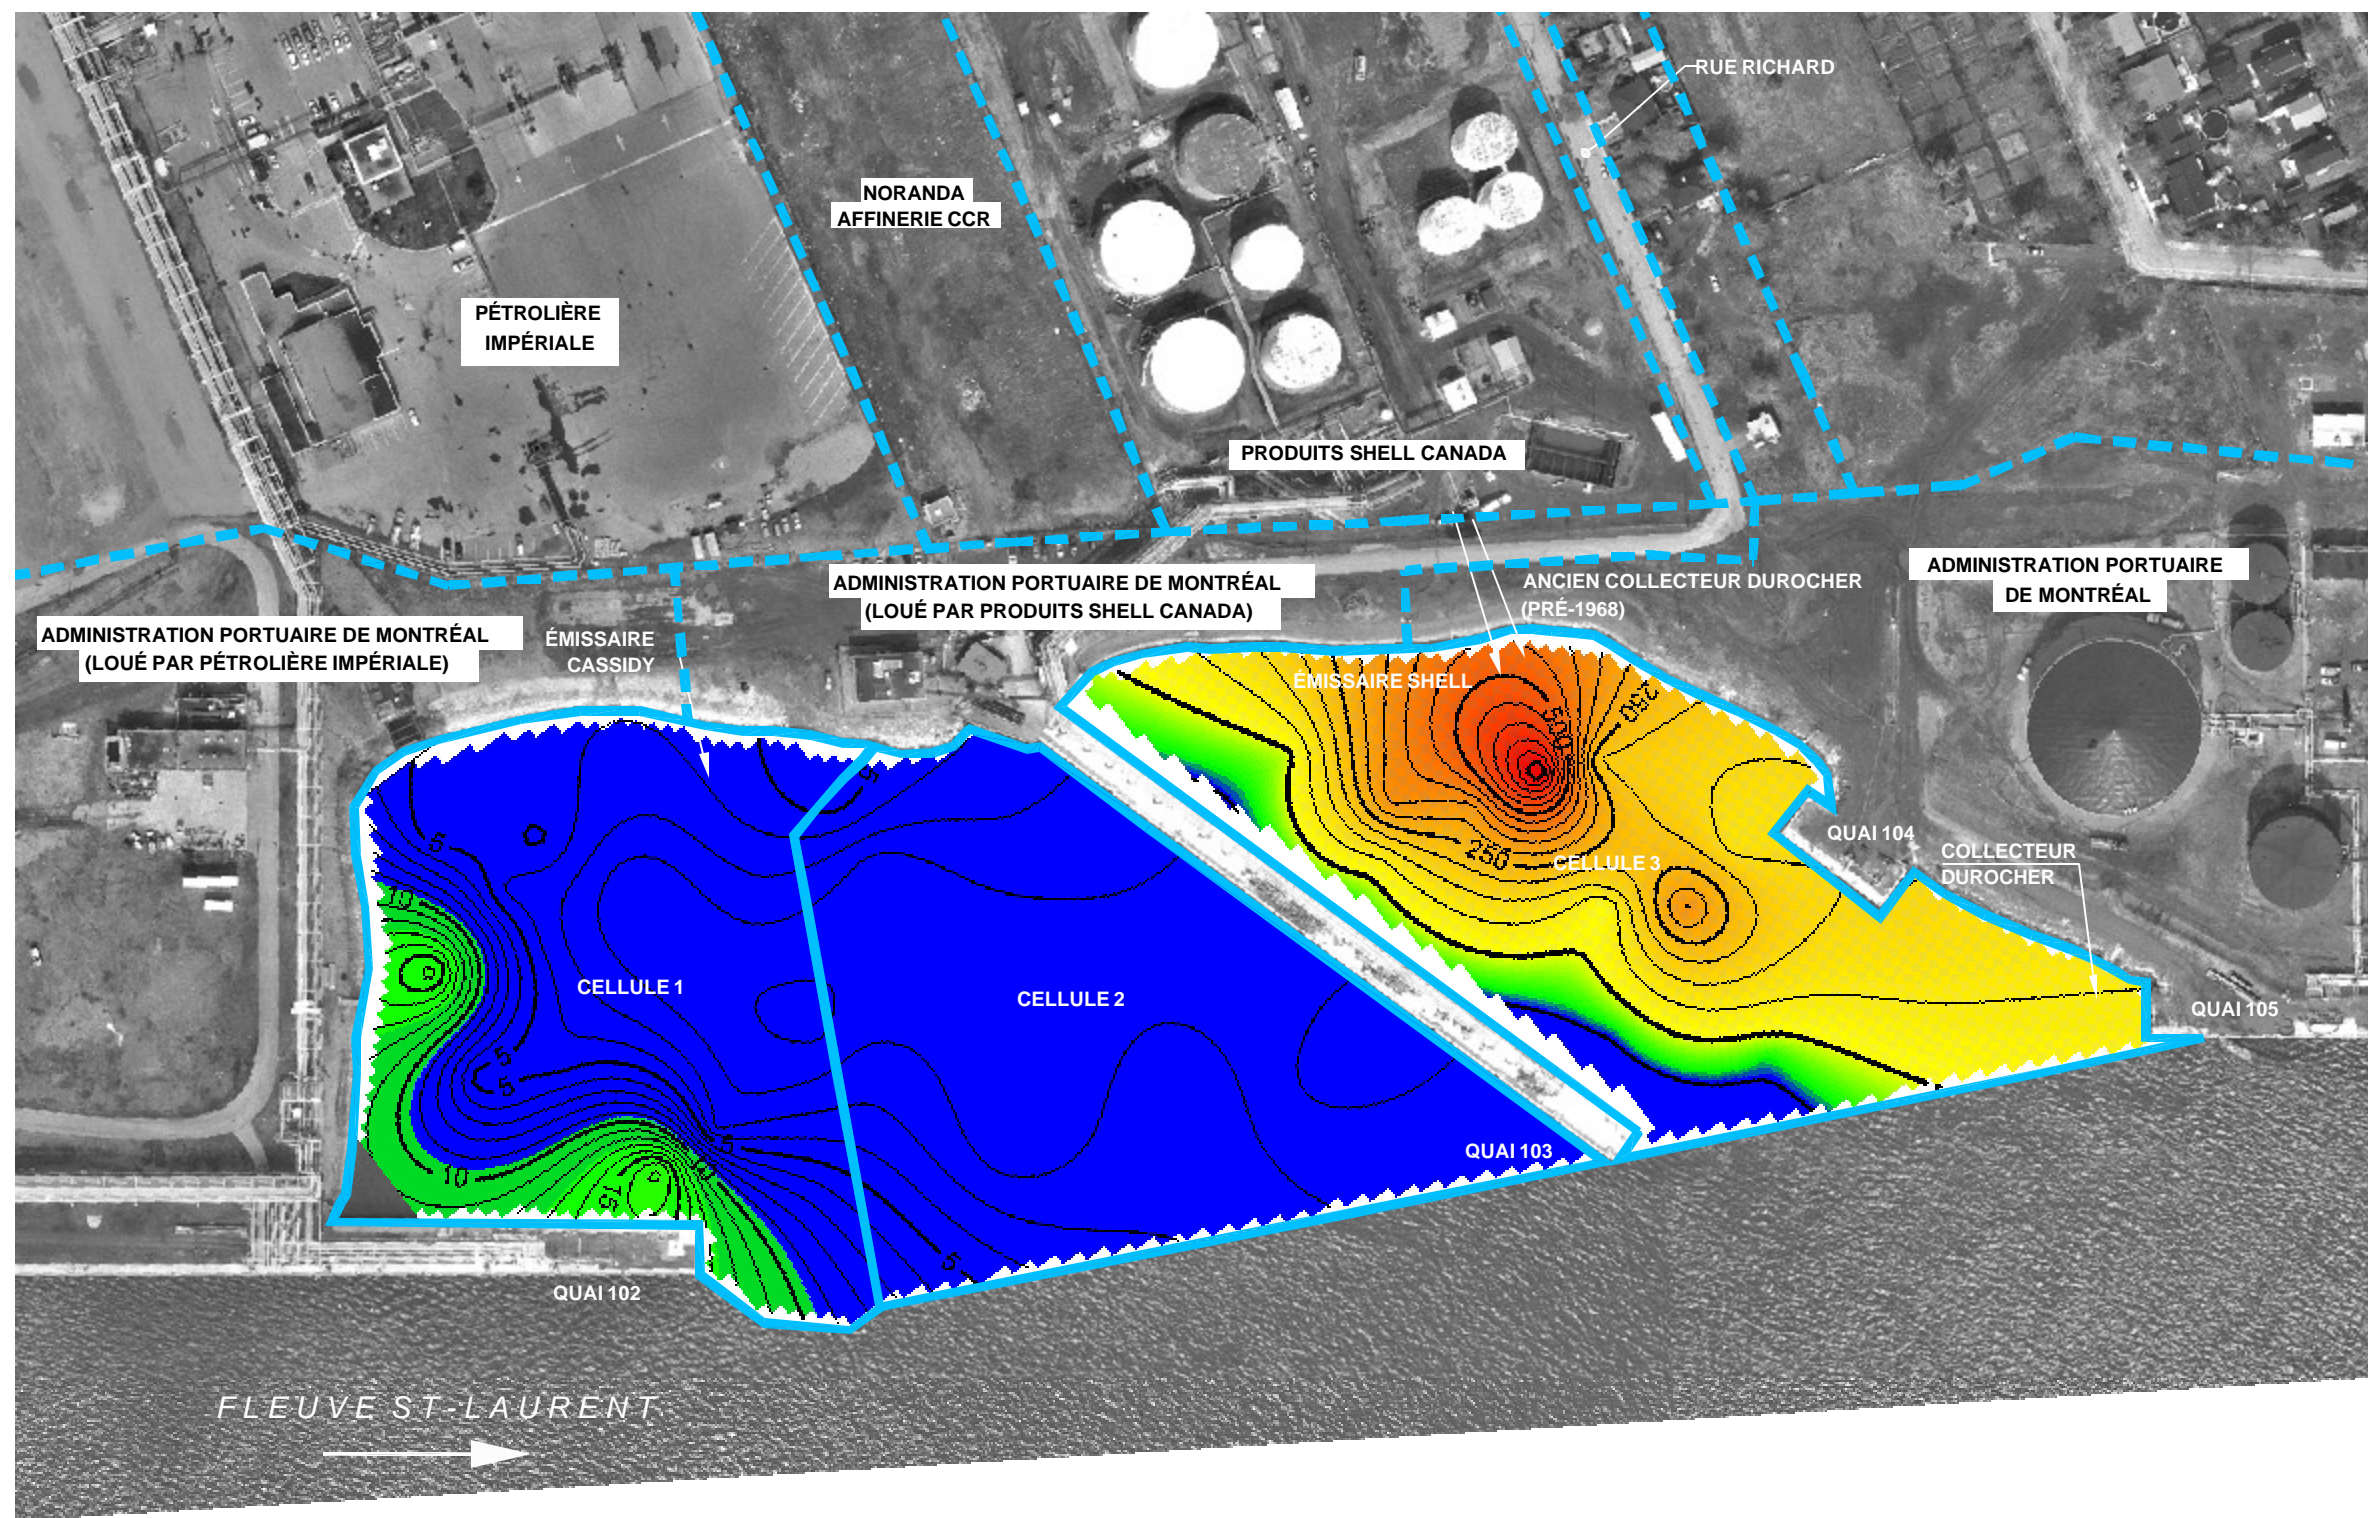 RUE RICHARD
NORANDA
AFFINERIE CCR
PÉTROLIÈRE
IMPÉRIALE
PRODUITS SHELL CANADA
ADMINISTRATION PORTUAIRE DE MONTRÉAL
(LOUÉ PAR PRODUITS SHELL CANADA)
ANCIEN COLLECTEUR DUROCHER
(PRÉ-1968)
ADMINISTRATION PORTUAIRE
DE MONTRÉAL
ADMINISTRATION PORTUAIRE DE MONTRÉAL
(LOUÉ PAR PÉTROLIÈRE IMPÉRIALE)
ÉMISSAIRE
CASSIDY
ÉMISSAIRE SHELL
250
500
5
5
250
CELLULE 3
QUAI 104
COLLECTEUR
DUROCHER
10
CELLULE 1
CELLULE 2
QUAI 105
5
5
5
10
10
15
QUAI 103
5
QUAI 102
FLEUVE ST-LAURENT